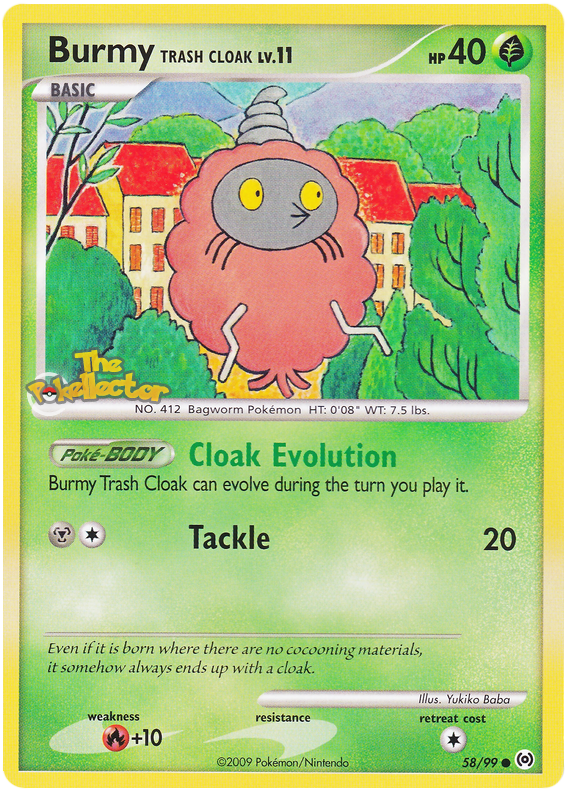 Burmy TRASH CLOAK LV.11 HP 40
BASIC
The
Pokellector
NO. 412 Bagworm Pokémon HT: 0'08" WT: 7.5 lbs.
Poké-BODY Cloak Evolution
Burmy Trash Cloak can evolve during the turn you play it.
Tackle 20
Even if it is born where there are no cocooning materials,
it somehow always ends up with a cloak.
Illus. Yukiko Baba
weakness resistance retreat cost
+10
©2009 Pokémon/Nintendo 58/99